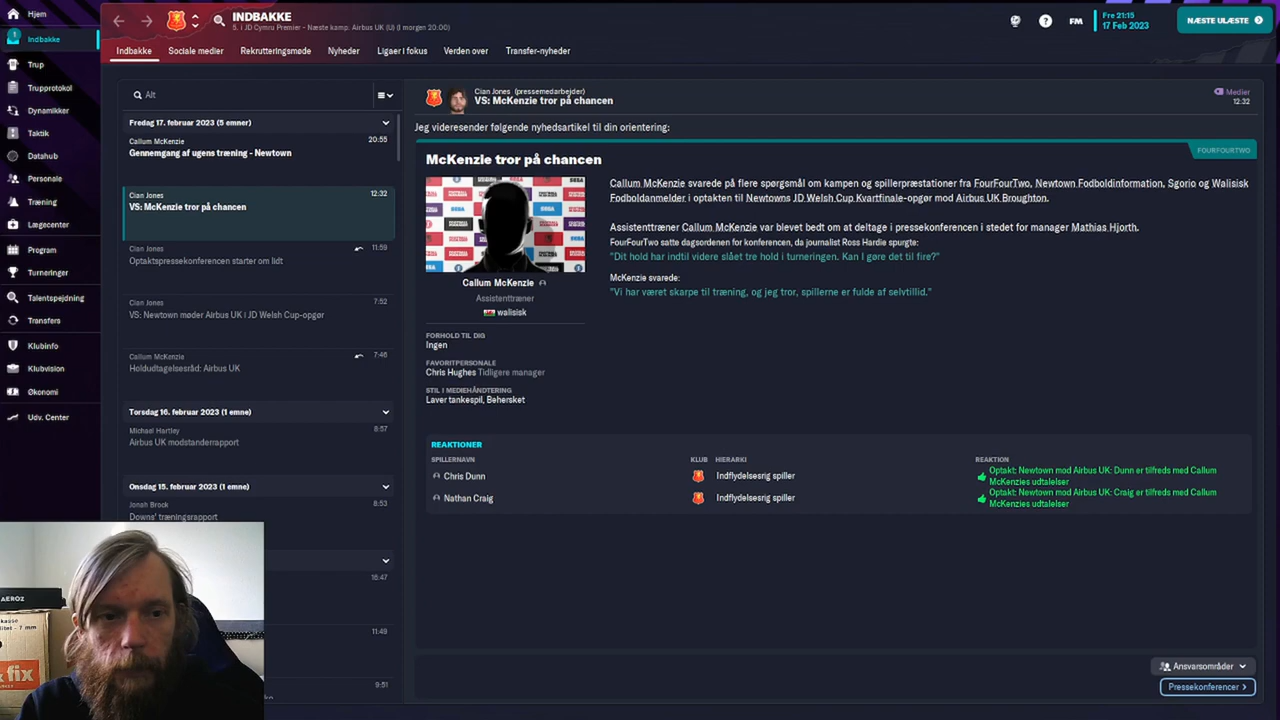 Hjem
Indbakke
Trup
Trupprotokol
Dynamikker
Taktik
Datahub
Personale
Træning
Lægecenter
Program
Turneringer
Talentspejdning
Transfers
Klubinfo
Klubvision
Økonomi
Udv. Center
INDBAKKE
5. i JD Cymru Premier - Næste kamp: Airbus UK (U) (I morgen 20:00)
FM
Fre 21:15
17 Feb 2023
NÆSTE ULÆSTE
Indbakke
Sociale medier
Rekrutteringsmøde
Nyheder
Ligaer i fokus
Verden over
Transfer-nyheder
Alt
Fredag 17. februar 2023 (5 emner)
Callum McKenzie 20:55
Gennemgang af ugens træning - Newtown
Cian Jones 12:32
VS: McKenzie tror på chancen
Cian Jones 11:59
Optaktspressekonferencen starter om lidt
Cian Jones 7:52
VS: Newtown møder Airbus UK i JD Welsh Cup-opgør
Callum McKenzie 7:46
Holdudtagelsesråd: Airbus UK
Torsdag 16. februar 2023 (1 emne)
Michael Hartley 8:57
Airbus UK modstanderrapport
Onsdag 15. februar 2023 (1 emne)
Jonah Brock 8:53
Downs' træningsrapport
16:47
11:49
9:51
Cian Jones (pressemedarbejder)
VS: McKenzie tror på chancen
Medier
12:32
Jeg videresender følgende nyhedsartikel til din orientering:
FOURFOURTWO
McKenzie tror på chancen
SEGA
Callum McKenzie
Assistenttræner
walisisk
FORHOLD TIL DIG
Ingen
FAVORITPERSONALE
Chris Hughes Tidligere manager
STIL I MEDIEHÅNDTERING
Laver tankespil, Behersket
Callum McKenzie svarede på flere spørgsmål om kampen og spillerpræstationer fra FourFourTwo, Newtown Fodboldinformation, Sgorio og Walisisk
Fodboldanmelder i optakten til Newtowns JD Welsh Cup Kvartfinale-opgør mod Airbus UK Broughton.
Assistenttræner Callum McKenzie var blevet bedt om at deltage i pressekonferencen i stedet for manager Mathias Hjorth.
FourFourTwo satte dagsordenen for konferencen, da journalist Ross Hardie spurgte:
"Dit hold har indtil videre slået tre hold i turneringen. Kan I gøre det til fire?"
McKenzie svarede:
"Vi har været skarpe til træning, og jeg tror, spillerne er fulde af selvtillid."
REAKTIONER
SPILLERNAVN KLUB HIERARKI REAKTION
Chris Dunn Indflydelsesrig spiller Optakt: Newtown mod Airbus UK: Dunn er tilfreds med Callum
McKenzies udtalelser
Nathan Craig Indflydelsesrig spiller Optakt: Newtown mod Airbus UK: Craig er tilfreds med Callum
McKenzies udtalelser
Ansvarsområder
Pressekonferencer
AEROZ
fix